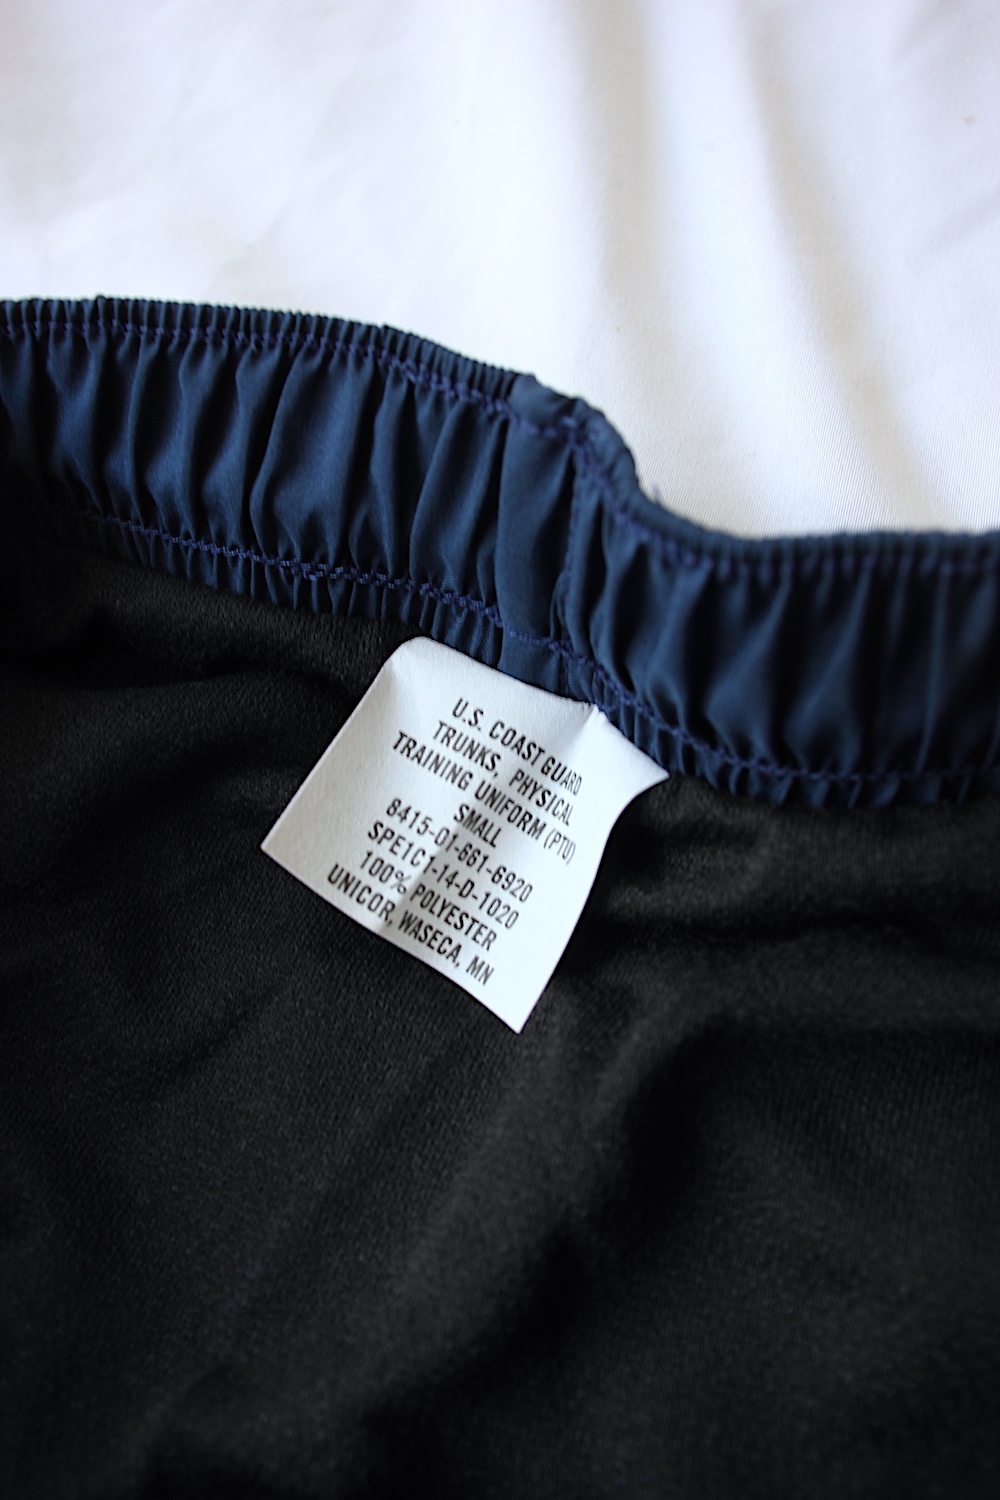 U.S. COAST GUARD
TRUNKS, PHYSICAL
TRAINING UNIFORM (PTU)
SMALL
8415-01-661-6920
SPE1C1-14-D-1020
100% POLYESTER
UNICOR, WASECA, MN